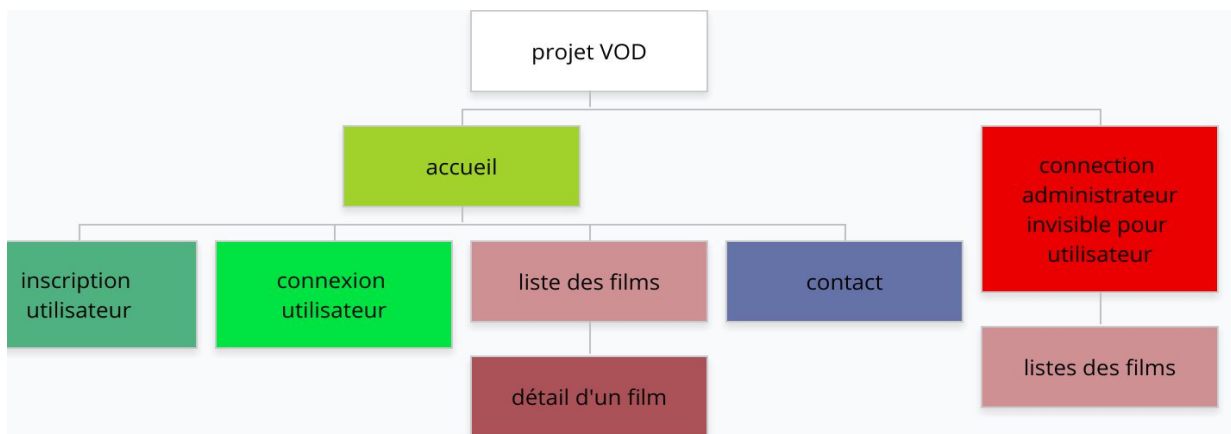 projet VOD
accueil
connection
administrateur
invisible pour
utilisateur
inscription
utilisateur
connexion
utilisateur
liste des films
contact
détail d'un film
listes des films